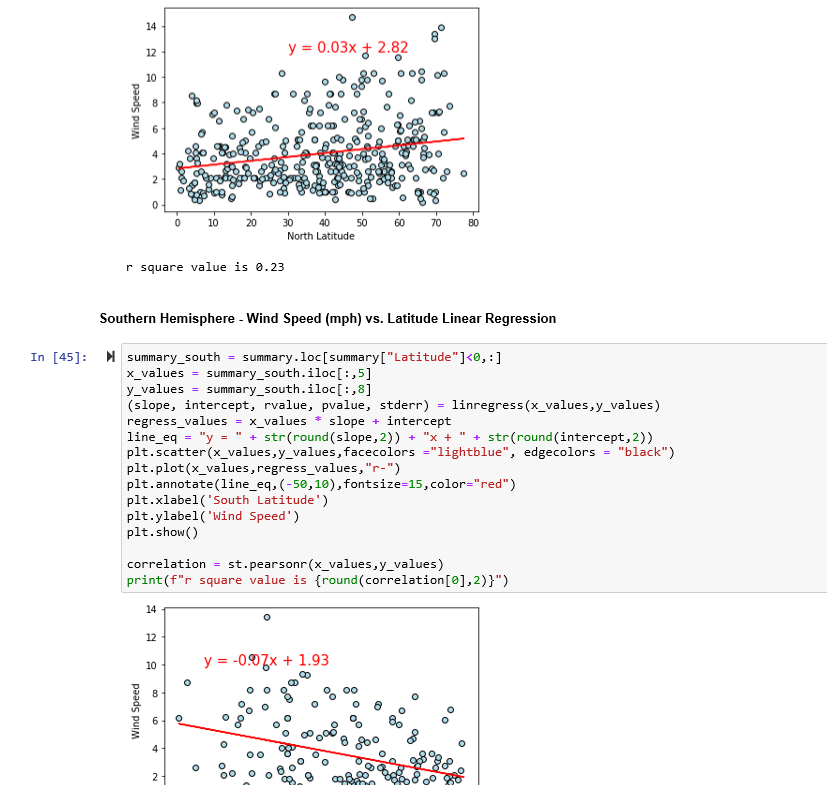 14
12
10
8
6
4
2
0
Wind Speed
y = 0.03x + 2.82
0 10 20 30 40 50 60 70 80
North Latitude
r square value is 0.23
Southern Hemisphere - Wind Speed (mph) vs. Latitude Linear Regression
In [45]:
summary_south = summary.loc[summary["Latitude"]<0,:]
x_values = summary_south.iloc[:,5]
y_values = summary_south.iloc[:,8]
(slope, intercept, rvalue, pvalue, stderr) = linregress(x_values,y_values)
regress_values = x_values * slope + intercept
line_eq = "y = " + str(round(slope,2)) + "x + " + str(round(intercept,2))
plt.scatter(x_values,y_values,facecolors ="lightblue", edgecolors = "black")
plt.plot(x_values,regress_values,"r-")
plt.annotate(line_eq,(-50,10),fontsize=15,color="red")
plt.xlabel('South Latitude')
plt.ylabel('Wind Speed')
plt.show()
correlation = st.pearsonr(x_values,y_values)
print(f"r square value is {round(correlation[0],2)}")
14
12
10
8
6
4
2
Wind Speed
y = -0.07x + 1.93